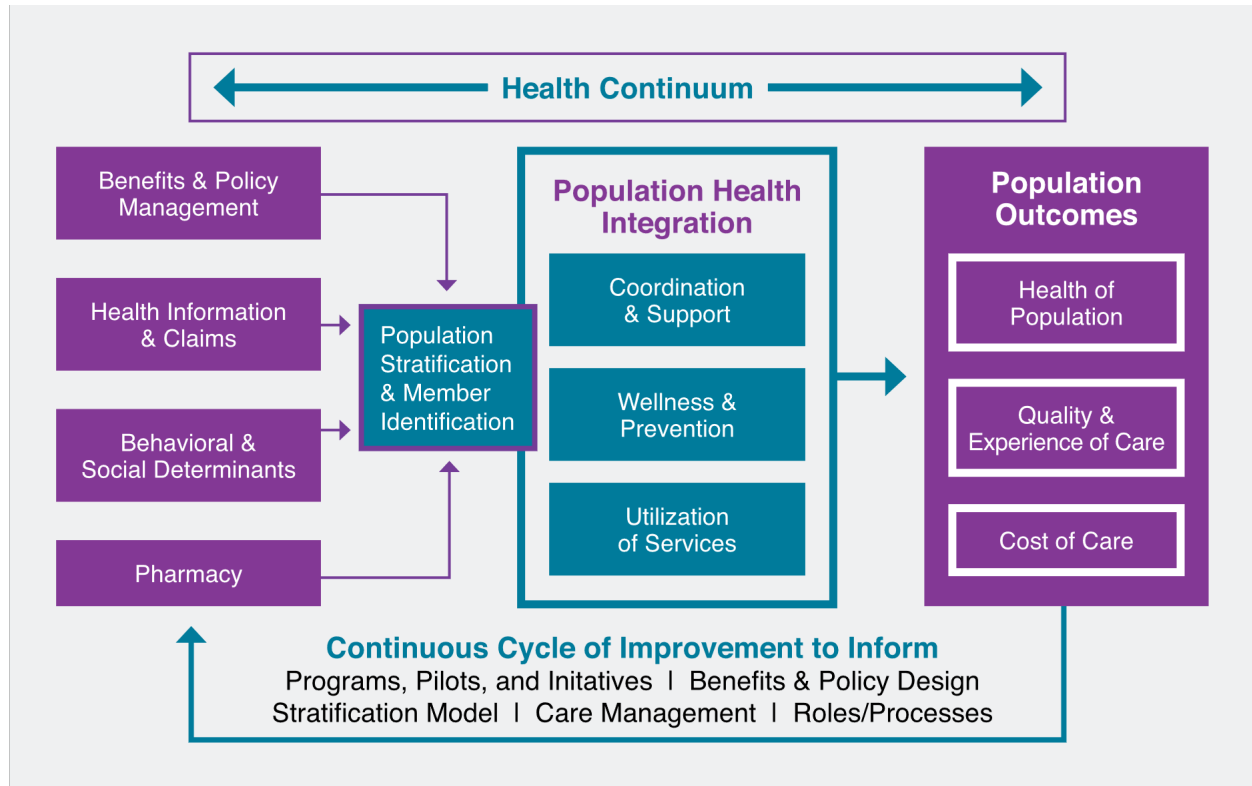 Health Continuum
Benefits & Policy
Management
Health Information
& Claims
Behavioral &
Social Determinants
Pharmacy
Population
Stratification
& Member
Identification
Population Health
Integration
Coordination
& Support
Wellness &
Prevention
Utilization
of Services
Population
Outcomes
Health of
Population
Quality &
Experience of Care
Cost of Care
Continuous Cycle of Improvement to Inform
Programs, Pilots, and Initatives | Benefits & Policy Design
Stratification Model | Care Management | Roles/Processes